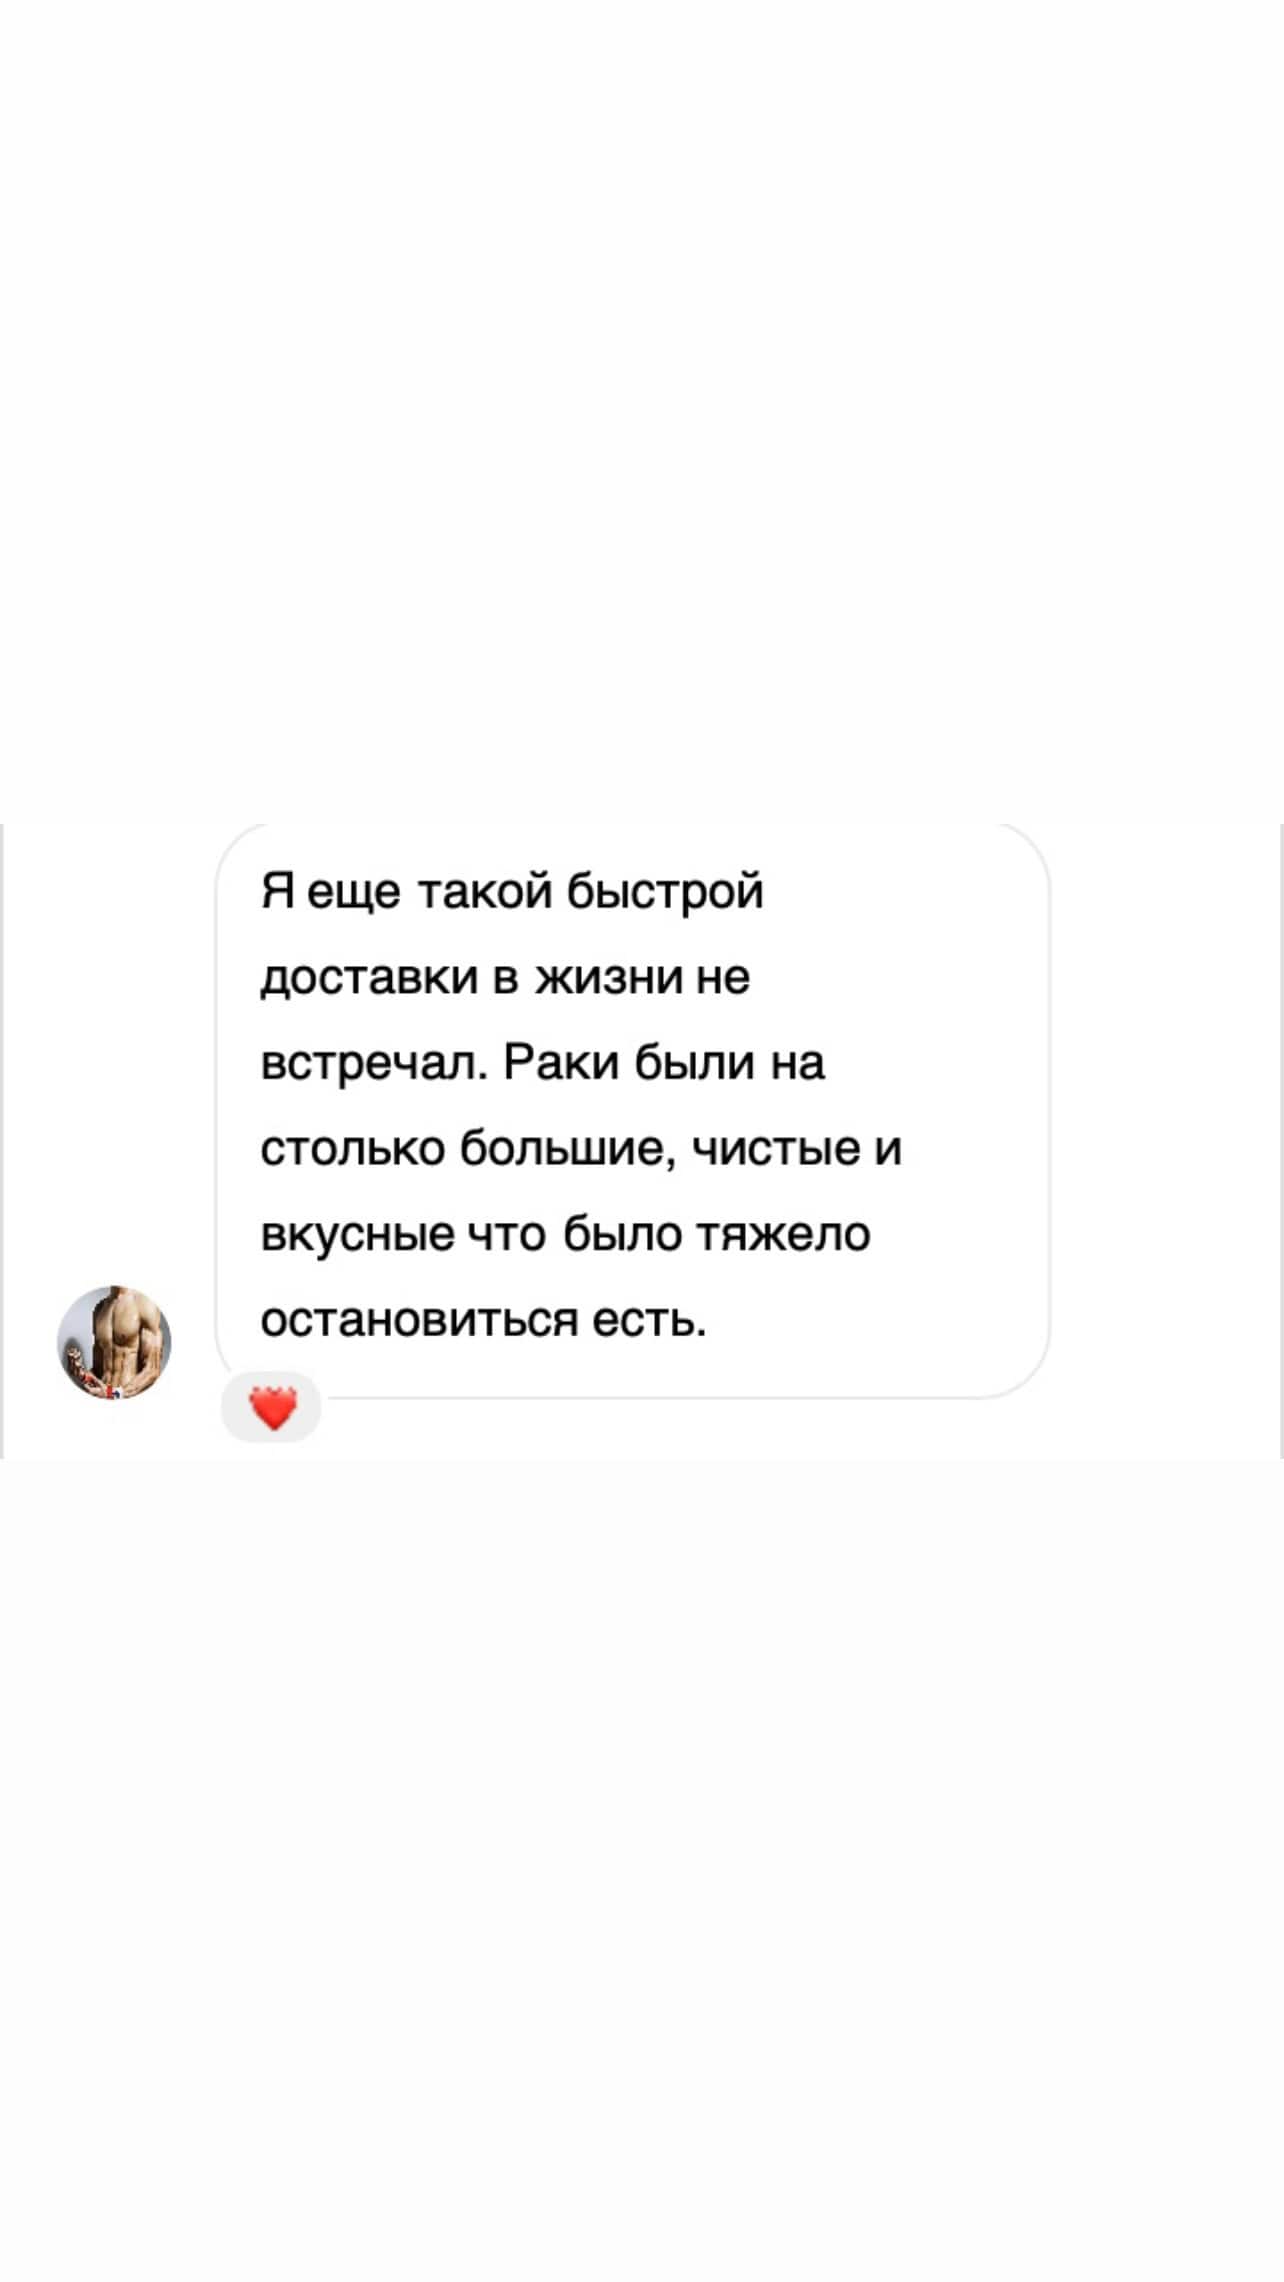 Я еще такой быстрой
доставки в жизни не
встречал. Раки были на
столько большие, чистые и
вкусные что было тяжело
остановиться есть.